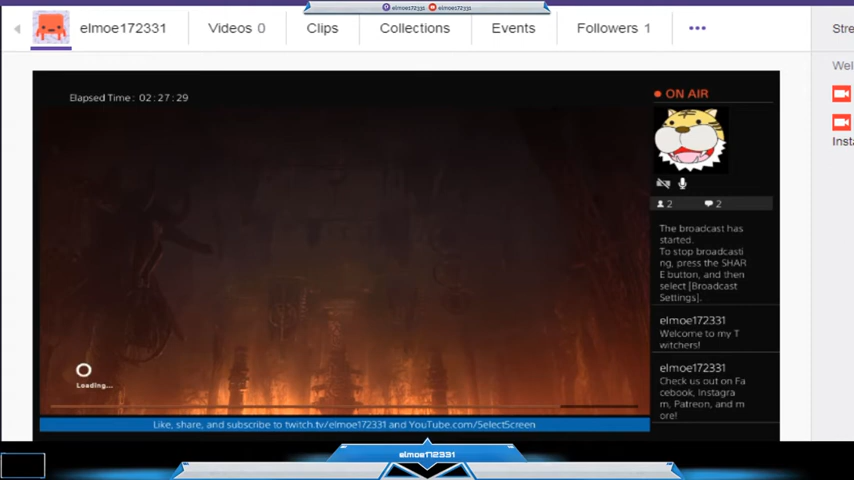 elmoe172331 elmoe172331
elmoe172331 Videos 0 Clips Collections Events Followers 1
Stre
Wel
Insta
Elapsed Time : 02:27:29
ON AIR
2 2
The broadcast has
started.
To stop broadcasti
ng, press the SHAR
E button, and then
select [Broadcast
Settings].
elmoe172331
Welcome to my T
witchers!
elmoe172331
Check us out on Fa
cebook, Instagra
m, Patreon, and m
ore!
Loading...
Like, share, and subscribe to twitch.tv/elmoe172331 and YouTube.com/5electScreen
elmoe172331